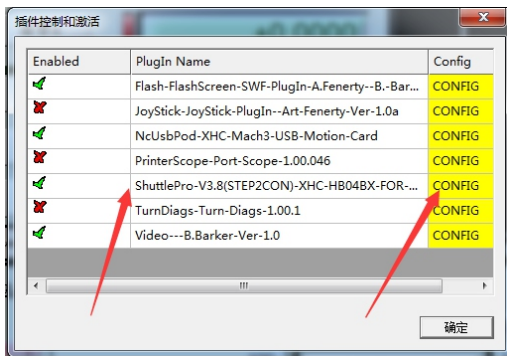 插件控制和激活
Enabled PlugIn Name Config
Flash-FlashScreen-SWF-PlugIn-A.Fenerty--B.-Bar... CONFIG
JoyStick-JoyStick-PlugIn--Art-Fenerty-Ver-1.0a CONFIG
NcUsbPod-XHC-Mach3-USB-Motion-Card CONFIG
PrinterScope-Port-Scope-1.00.046 CONFIG
ShuttlePro-V3.8(STEP2CON)-XHC-HB04BX-FOR-... CONFIG
TurnDiags-Turn-Diags-1.00.1 CONFIG
Video---B.Barker-Ver-1.0 CONFIG
确定